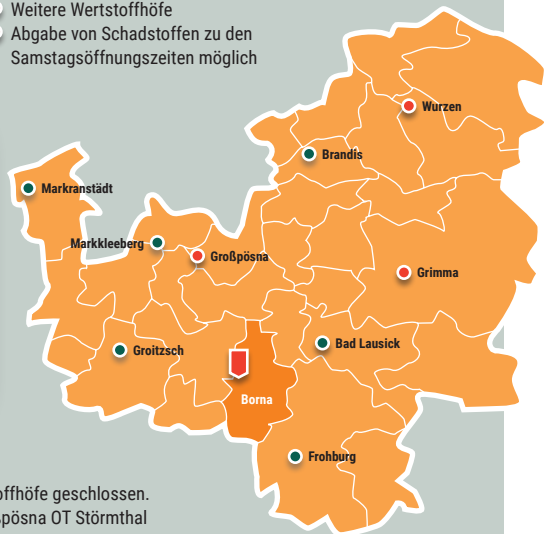 Weitere Wertstoffhöfe
Abgabe von Schadstoffen zu den
Samstagsöffnungszeiten möglich
Wurzen
Brandis
Markranstädt
Markkleeberg
Großpösna
Grimma
Groitzsch
Bad Lausick
Borna
Frohburg
offhöfe geschlossen.
pösna OT Störmthal